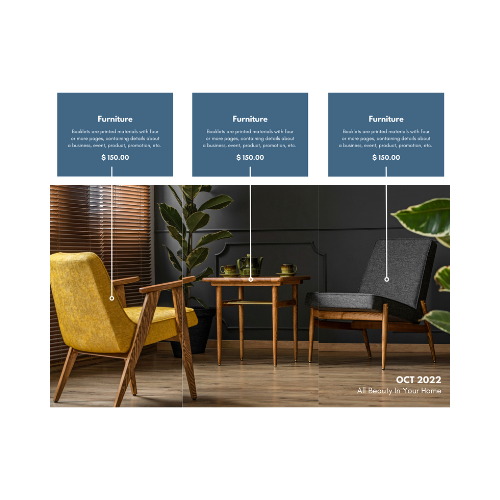 Furniture
Booklets are printed materials with four
or more pages, containing details about
a business, event, product, promotion, etc.
$ 150.00
Furniture
Booklets are printed materials with four
or more pages, containing details about
a business, event, product, promotion, etc.
$ 150.00
Furniture
Booklets are printed materials with four
or more pages, containing details about
a business, event, product, promotion, etc.
$ 150.00
OCT 2022
All Beauty In Your Home